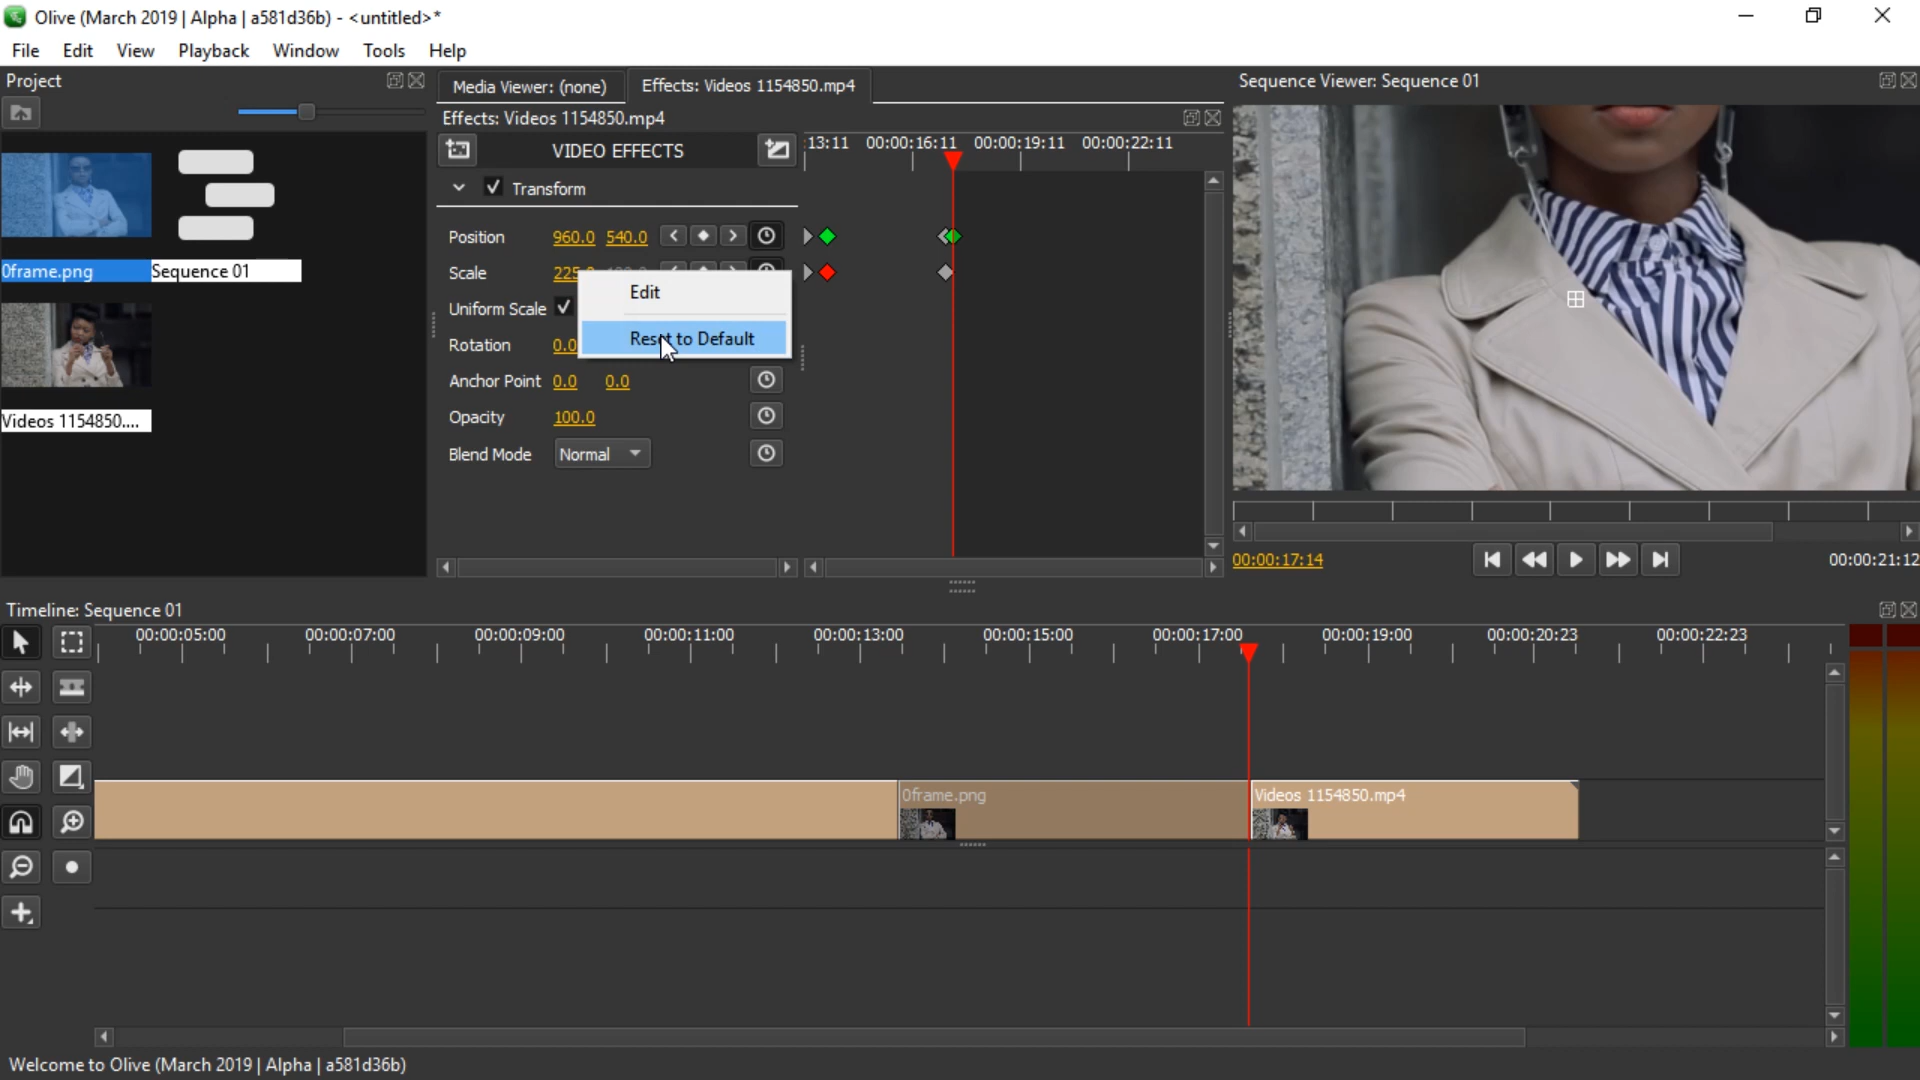 Olive (March 2019 | Alpha | a581d36b) - <untitled>*
File Edit View Playback Window Tools Help
Project
Media Viewer: (none)
Effects: Videos 1154850.mp4
Sequence Viewer: Sequence 01
Effects: Videos 1154850.mp4
VIDEO EFFECTS
13:11 00:00:16:11 00:00:19:11 00:00:22:11
Transform
Position 960.0 540.0
Scale 225.0
Edit
Uniform Scale
Reset to Default
Rotation 0.0
Anchor Point 0.0 0.0
Opacity 100.0
Blend Mode Normal
0frame.png
Sequence 01
Videos 1154850....
00:00:17:14
00:00:21:12
Timeline: Sequence 01
00:00:05:00 00:00:07:00 00:00:09:00 00:00:11:00 00:00:13:00 00:00:15:00 00:00:17:00 00:00:19:00 00:00:20:23 00:00:22:23
0frame.png
Videos 1154850.mp4
Welcome to Olive (March 2019 | Alpha | a581d36b)